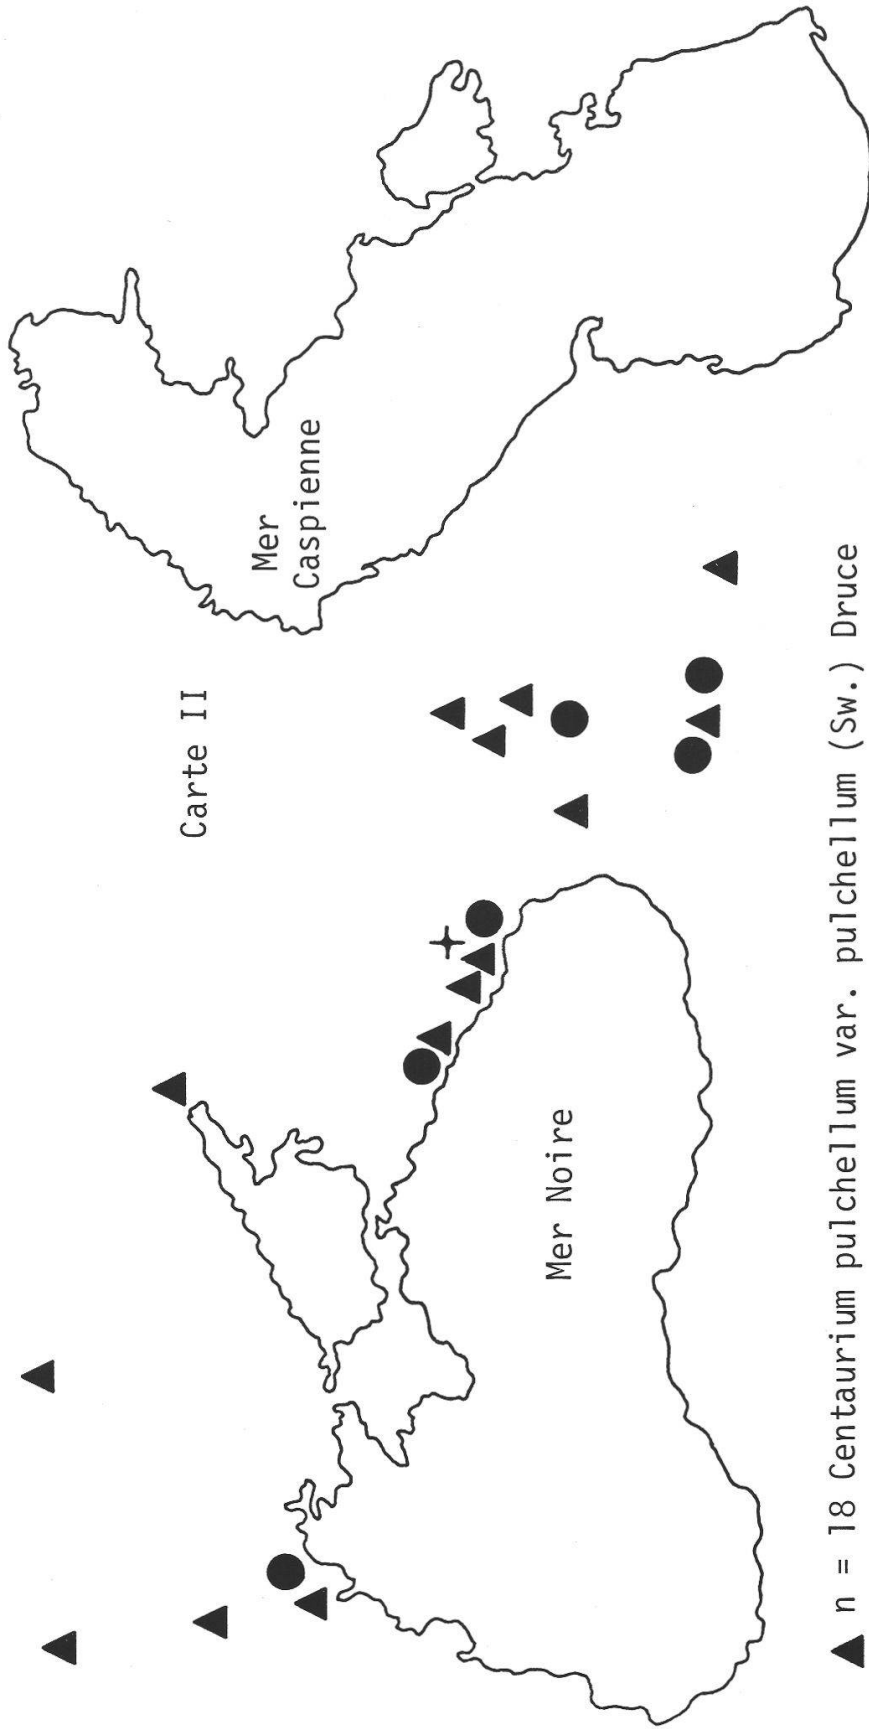 Carte II
Mer
Caspienne
Mer Noire
▲ n = 18 Centaurium pulchellum var. pulchellum (Sw.) Druce